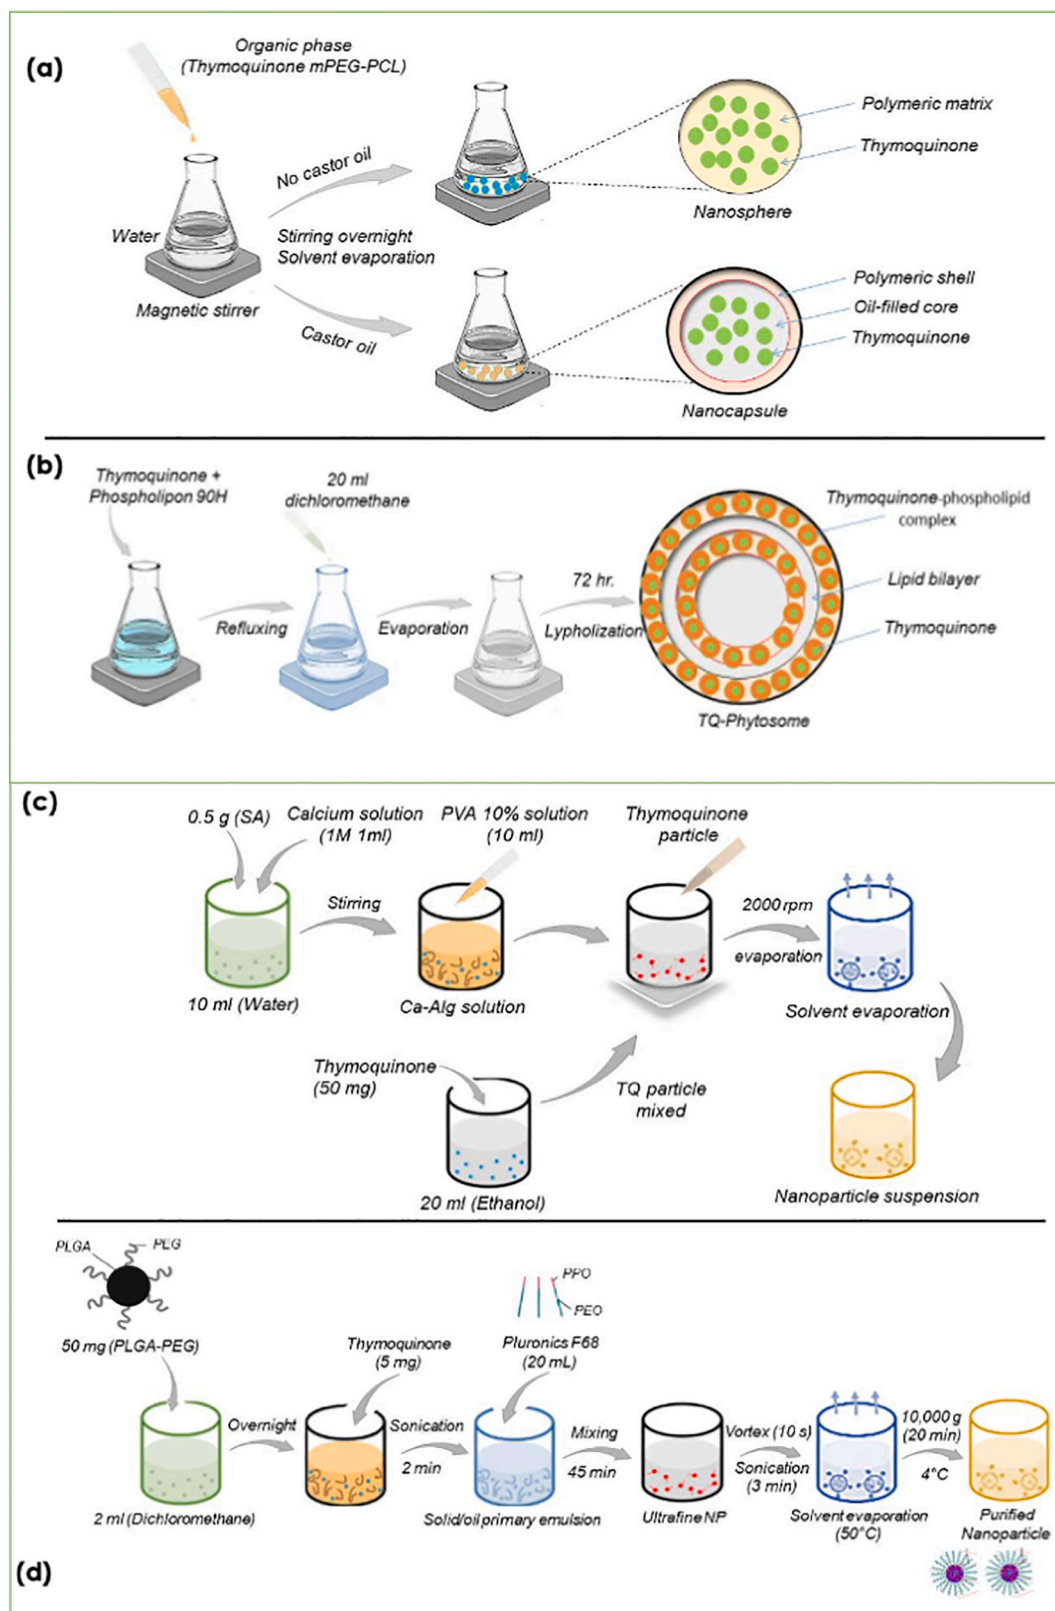 (a)
Organic phase
(Thymoquinone mPEG-PCL)
No castor oil
Water
Stirring overnight
Solvent evaporation
Magnetic stirrer
Castor oil
Polymeric matrix
Thymoquinone
Nanosphere
Polymeric shell
Oil-filled core
Thymoquinone
Nanocapsule
(b)
Thymoquinone +
Phospholipon 90H
20 ml
dichloromethane
Refluxing
Evaporation
72 hr.
Lypholization
Thymoquinone-phospholipid
complex
Lipid bilayer
Thymoquinone
TQ-Phytosome
(c)
0.5 g (SA)
Calcium solution
(1M 1ml)
PVA 10% solution
(10 ml)
Thymoquinone
particle
Stirring
2000 rpm
evaporation
10 ml (Water)
Ca-Alg solution
Solvent evaporation
Thymoquinone
(50 mg)
TQ particle
mixed
20 ml (Ethanol)
Nanoparticle suspension
PLGA
PEG
50 mg (PLGA-PEG)
Thymoquinone
(5 mg)
PPO
PEO
Pluronics F68
(20 mL)
Overnight
Sonication
2 min
Mixing
45 min
Vortex (10 s)
Sonication
(3 min)
10,000 g
(20 min)
4°C
2 ml (Dichloromethane)
Solid/oil primary emulsion
Ultrafine NP
Solvent evaporation
(50°C)
Purified
Nanoparticle
(d)